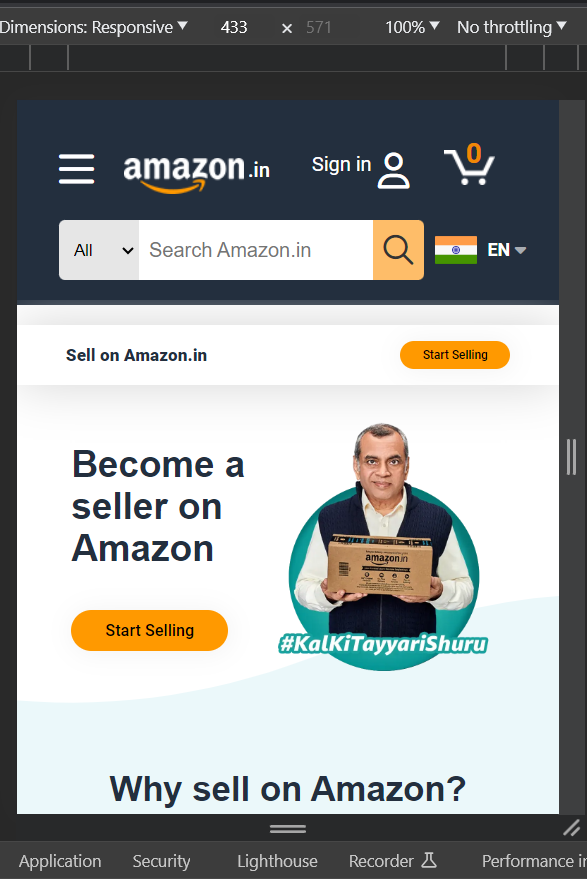 Dimensions: Responsive ▼ 433 × 571 100% ▼ No throttling ▼
amazon.in
Sign in
0
All
Search Amazon.in
EN
Sell on Amazon.in
Start Selling
Become a
seller on
Amazon
Start Selling
amazon.in
#KalKiTayyariShuru
Why sell on Amazon?
Application Security Lighthouse Recorder Performance in